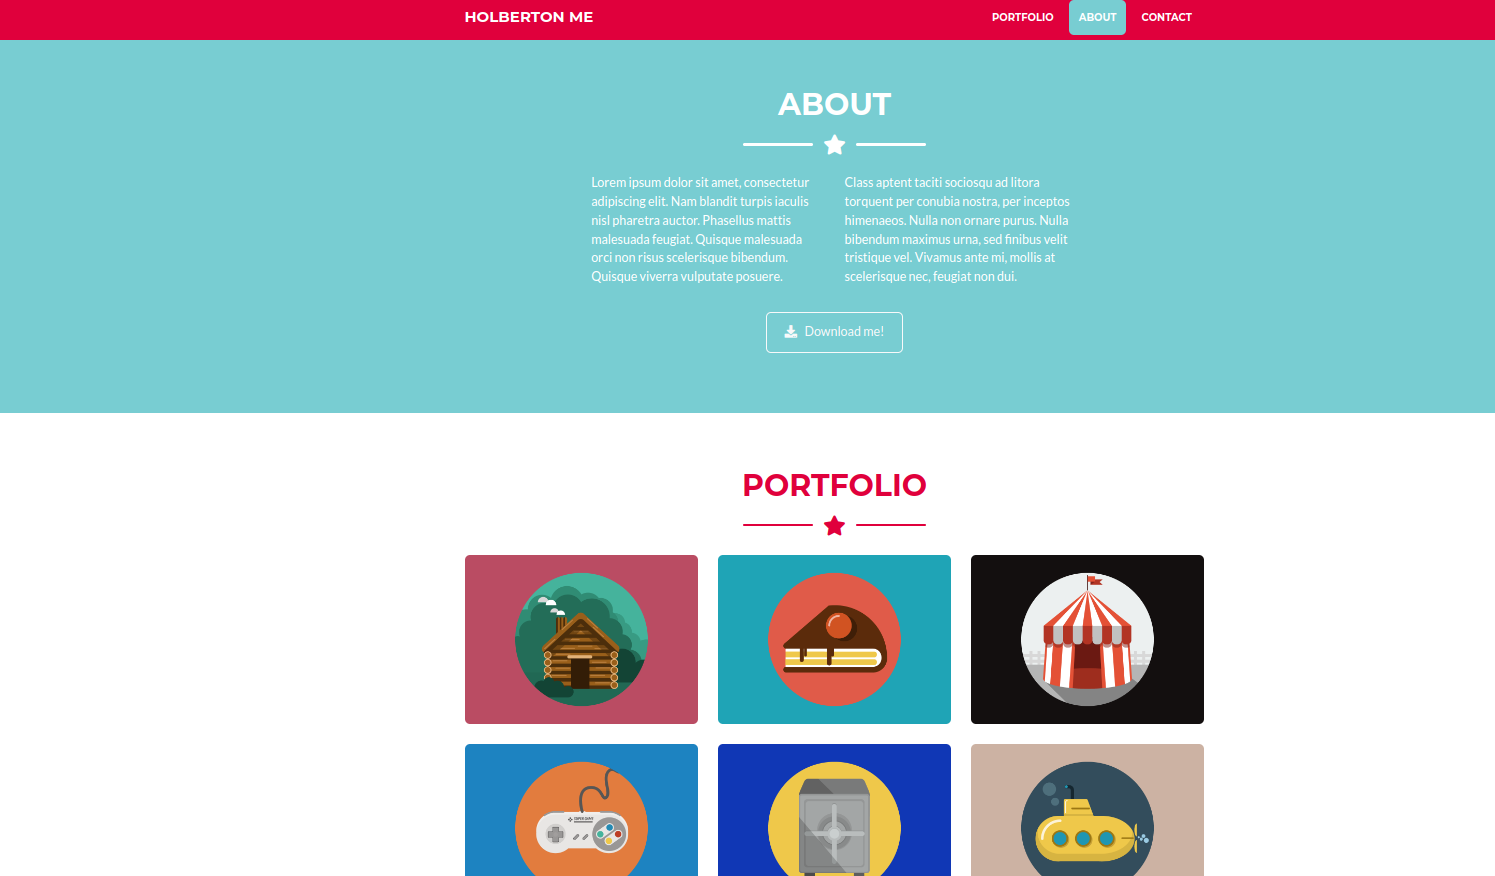 HOLBERTON ME
PORTFOLIO ABOUT CONTACT
ABOUT
Lorem ipsum dolor sit amet, consectetur
adipiscing elit. Nam blandit turpis iaculis
nisl pharetra auctor. Phasellus mattis
malesuada feugiat. Quisque malesuada
orci non risus scelerisque bibendum.
Quisque viverra vulputate posuere.
Class aptent taciti sociosqu ad litora
torquent per conubia nostra, per inceptos
himenaeos. Nulla non ornare purus. Nulla
bibendum maximus urna, sed finibus velit
tristique vel. Vivamus ante mi, mollis at
scelerisque nec, feugiat non dui.
Download me!
PORTFOLIO